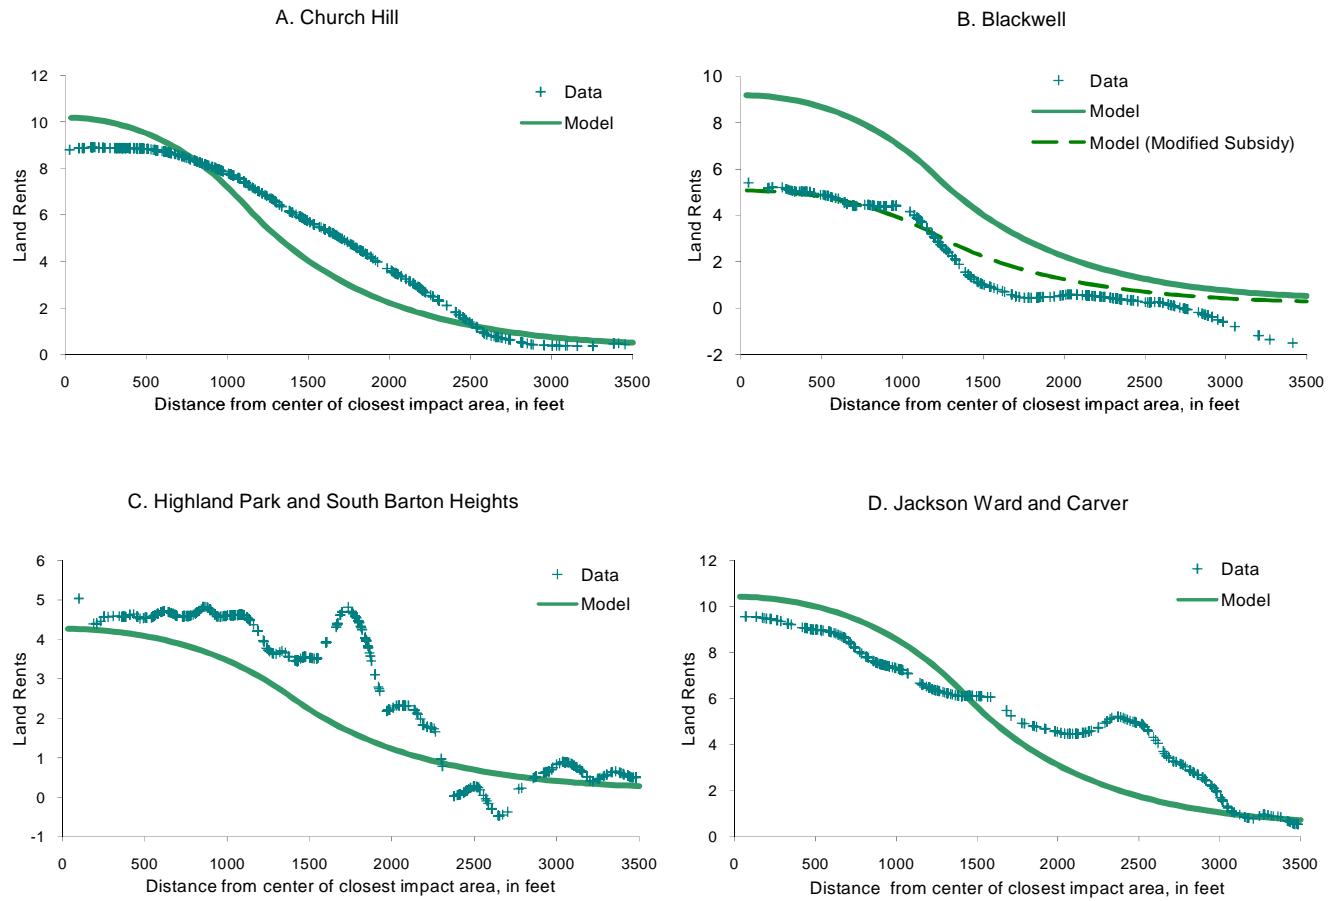 A. Church Hill
12
10
8
6
4
2
0
Land Rents
Data
Model
0 500 1000 1500 2000 2500 3000 3500
Distance from center of closest impact area, in feet
B. Blackwell
10
8
6
4
2
0
-2
Land Rents
Data
Model
Model (Modified Subsidy)
0 500 1000 1500 2000 2500 3000 3500
Distance from center of closest impact area, in feet
C. Highland Park and South Barton Heights
6
5
4
3
2
1
0
-1
Land Rents
Data
Model
0 500 1000 1500 2000 2500 3000 3500
Distance from center of closest impact area, in feet
D. Jackson Ward and Carver
12
10
8
6
4
2
0
Land Rents
Data
Model
0 500 1000 1500 2000 2500 3000 3500
Distance from center of closest impact area, in feet